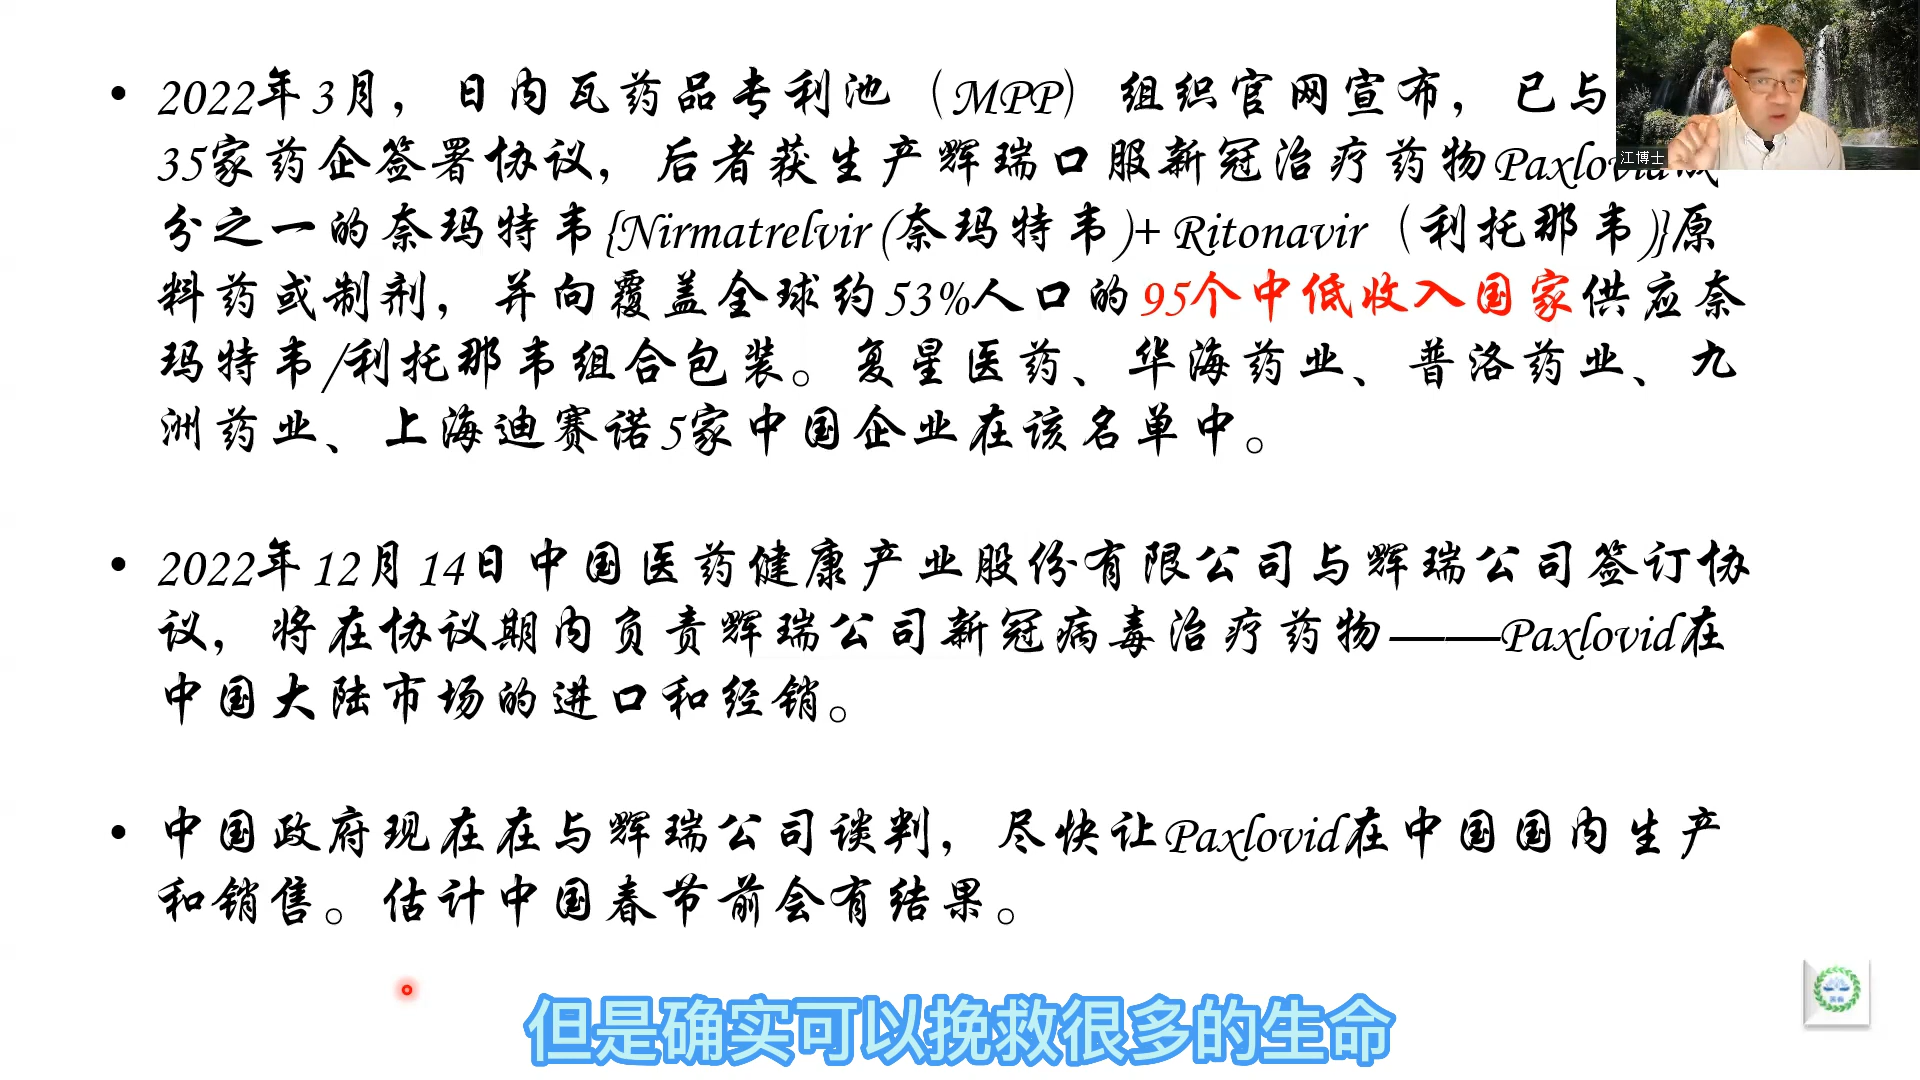 • 2022年3月，日内瓦药品专利池（MPP）组织官网宣布，已与
35家药企签署协议，后者获生产辉瑞口服新冠治疗药物Paxlovid成
分之一的奈玛特韦{Nirmatrelvir(奈玛特韦)+ Ritonavir（利托那韦)}原
料药或制剂，并向覆盖全球约53%人口的95个中低收入国家供应奈
玛特韦/利托那韦组合包装。复星医药、华海药业、普洛药业、九
洲药业、上海迪赛诺5家中国企业在该名单中。
• 2022年12月14日中国医药健康产业股份有限公司与辉瑞公司签订协
议，将在协议期内负责辉瑞公司新冠病毒治疗药物——Paxlovid在
中国大陆市场的进口和经销。
• 中国政府现在在与辉瑞公司谈判，尽快让Paxlovid在中国国内生产
和销售。估计中国春节前会有结果。
江博士
但是确实可以挽救很多的生命